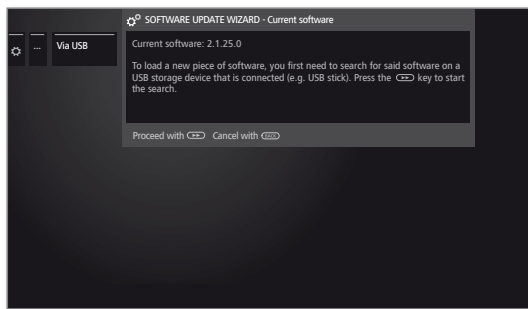 SOFTWARE UPDATE WIZARD - Current software
... Via USB
Current software: 2.1.25.0
To load a new piece of software, you first need to search for said software on a
USB storage device that is connected (e.g. USB stick). Press the key to start
the search.
Proceed with Cancel with BACK